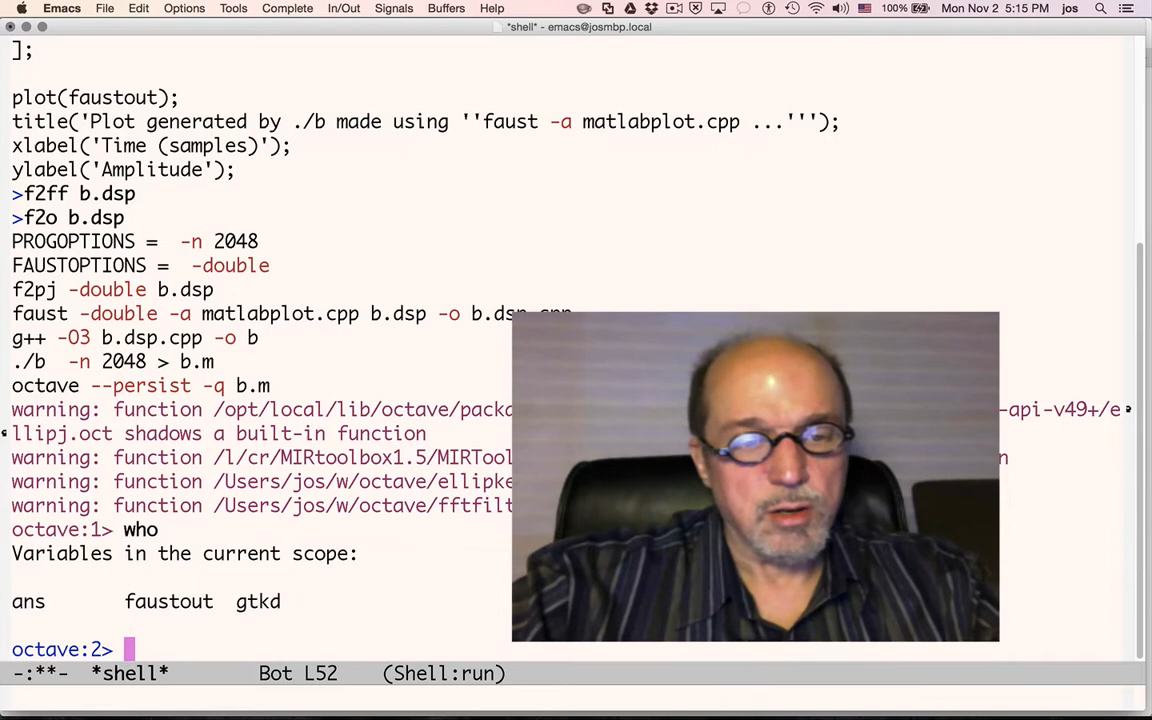 Emacs File Edit Options Tools Complete In/Out Signals Buffers Help 100% Mon Nov 2 5:15 PM jos
*shell* - emacs@josmbp.local
];
plot(faustout);
title('Plot generated by ./b made using ''faust -a matlabplot.cpp ...''');
xlabel('Time (samples)');
ylabel('Amplitude');
>f2ff b.dsp
>f2o b.dsp
PROGOPTIONS =  -n 2048
FAUSTOPTIONS =  -double
f2pj -double b.dsp
faust -double -a matlabplot.cpp b.dsp -o b.dsp.cpp
g++ -O3 b.dsp.cpp -o b
./b  -n 2048 > b.m
octave --persist -q b.m
warning: function /opt/local/lib/octave/packa -api-v49+/e
llipj.oct shadows a built-in function
warning: function /l/cr/MIRtoolbox1.5/MIRTool n
warning: function /Users/jos/w/octave/ellipke
warning: function /Users/jos/w/octave/fftfilt
octave:1> who
Variables in the current scope:
ans       faustout  gtkd
octave:2>
-:**-  *shell*        Bot L52    (Shell:run)